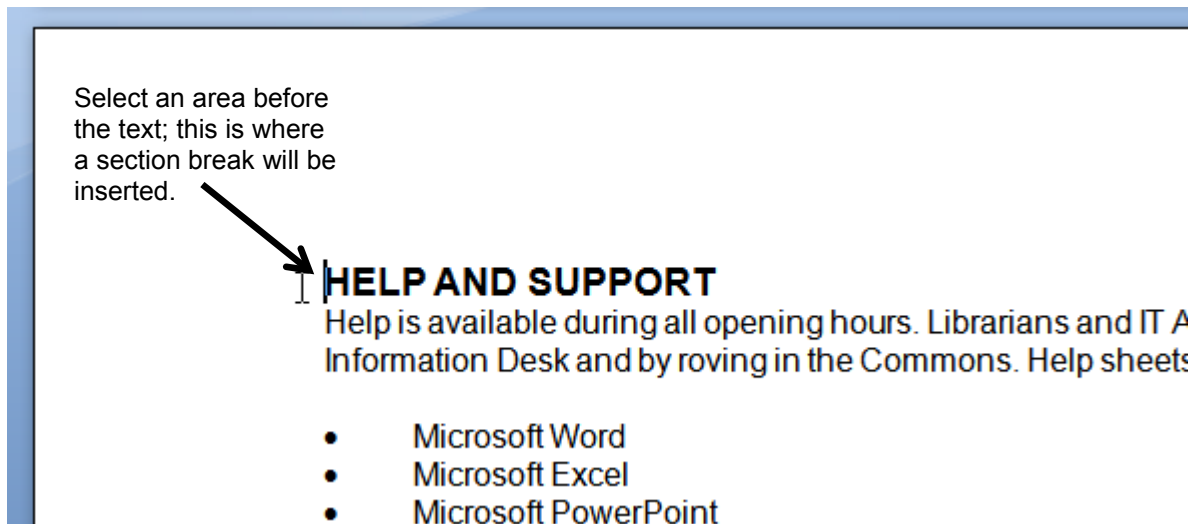 Select an area before
the text; this is where
a section break will be
inserted.
HELP AND SUPPORT
Help is available during all opening hours. Librarians and IT A
Information Desk and by roving in the Commons. Help sheets
• Microsoft Word
• Microsoft Excel
• Microsoft PowerPoint